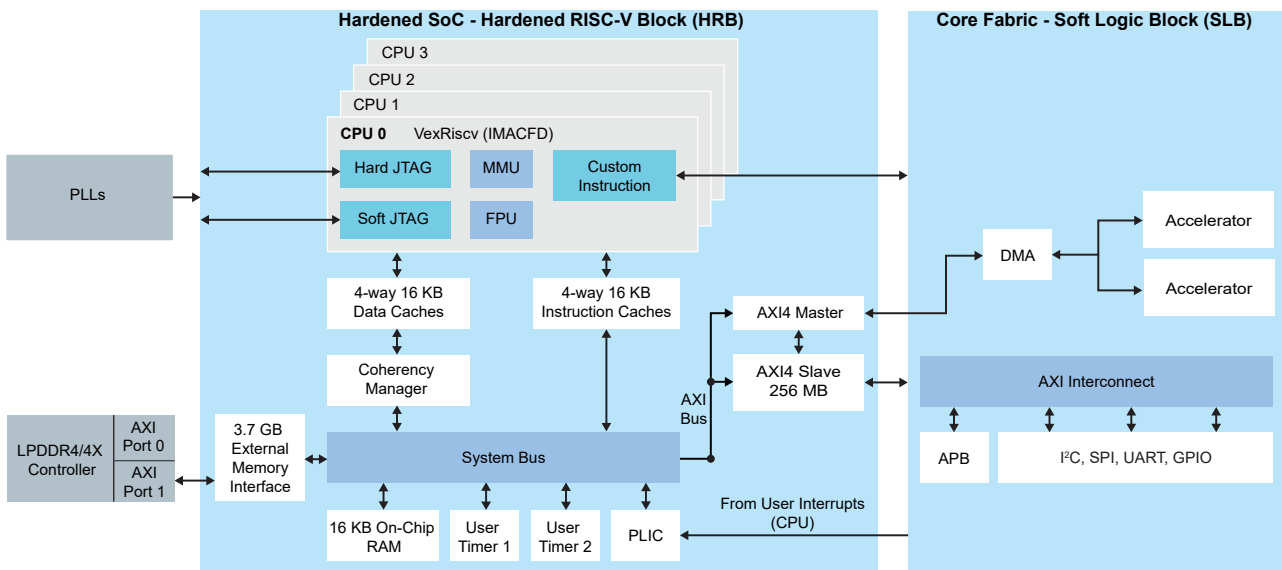 Hardened SoC - Hardened RISC-V Block (HRB)
Core Fabric - Soft Logic Block (SLB)
CPU 3
CPU 2
CPU 1
CPU 0
VexRiscv (IMACFD)
Hard JTAG
MMU
Custom
Instruction
Soft JTAG
FPU
PLLs
4-way 16 KB
Data Caches
4-way 16 KB
Instruction Caches
Coherency
Manager
AXI4 Master
AXI4 Slave
256 MB
AXI
Bus
DMA
Accelerator
Accelerator
AXI Interconnect
APB
I²C, SPI, UART, GPIO
LPDDR4/4X
Controller
AXI
Port 0
AXI
Port 1
3.7 GB
External
Memory
Interface
System Bus
16 KB On-Chip
RAM
User
Timer 1
User
Timer 2
PLIC
From User Interrupts
(CPU)